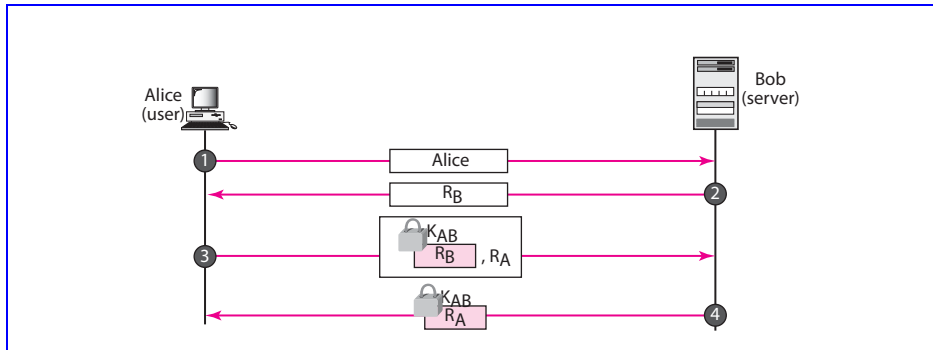 Alice
(user)
Bob
(server)
1
Alice
RB
2
3
KAB
RB , RA
KAB
RA
4